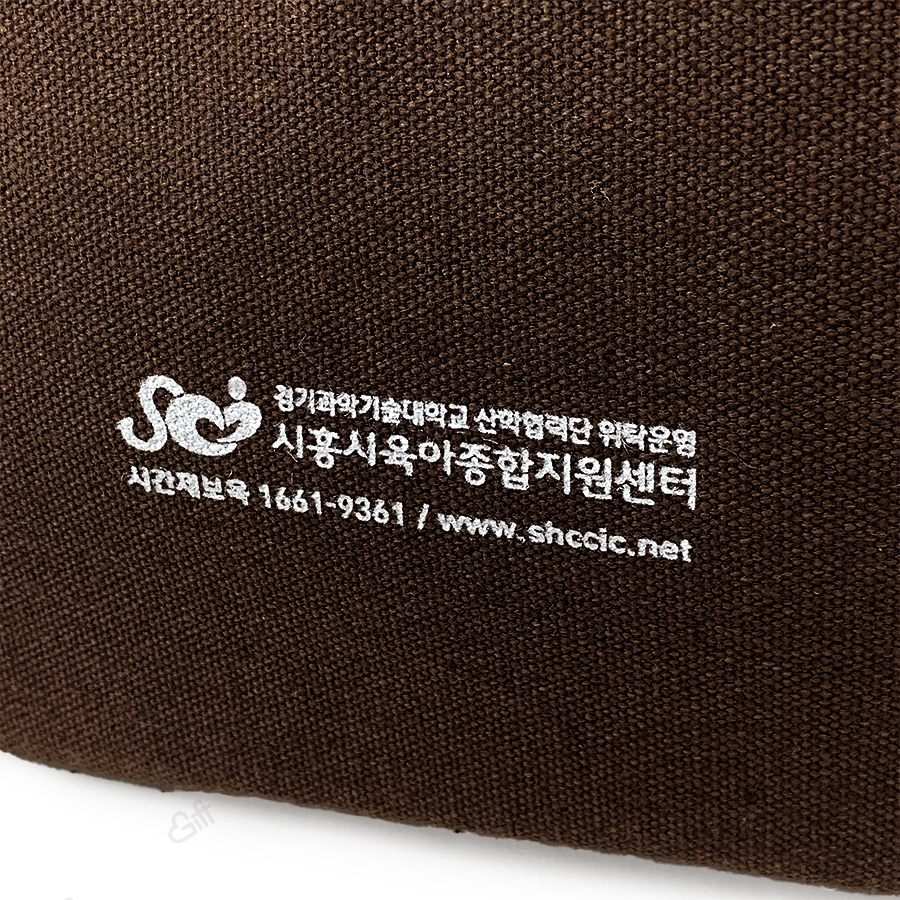 경기과학기술대학교 산학협력단 위탁운영
시흥시육아종합지원센터
시간제보육 1661-9361 / www.shccic.net
Gift